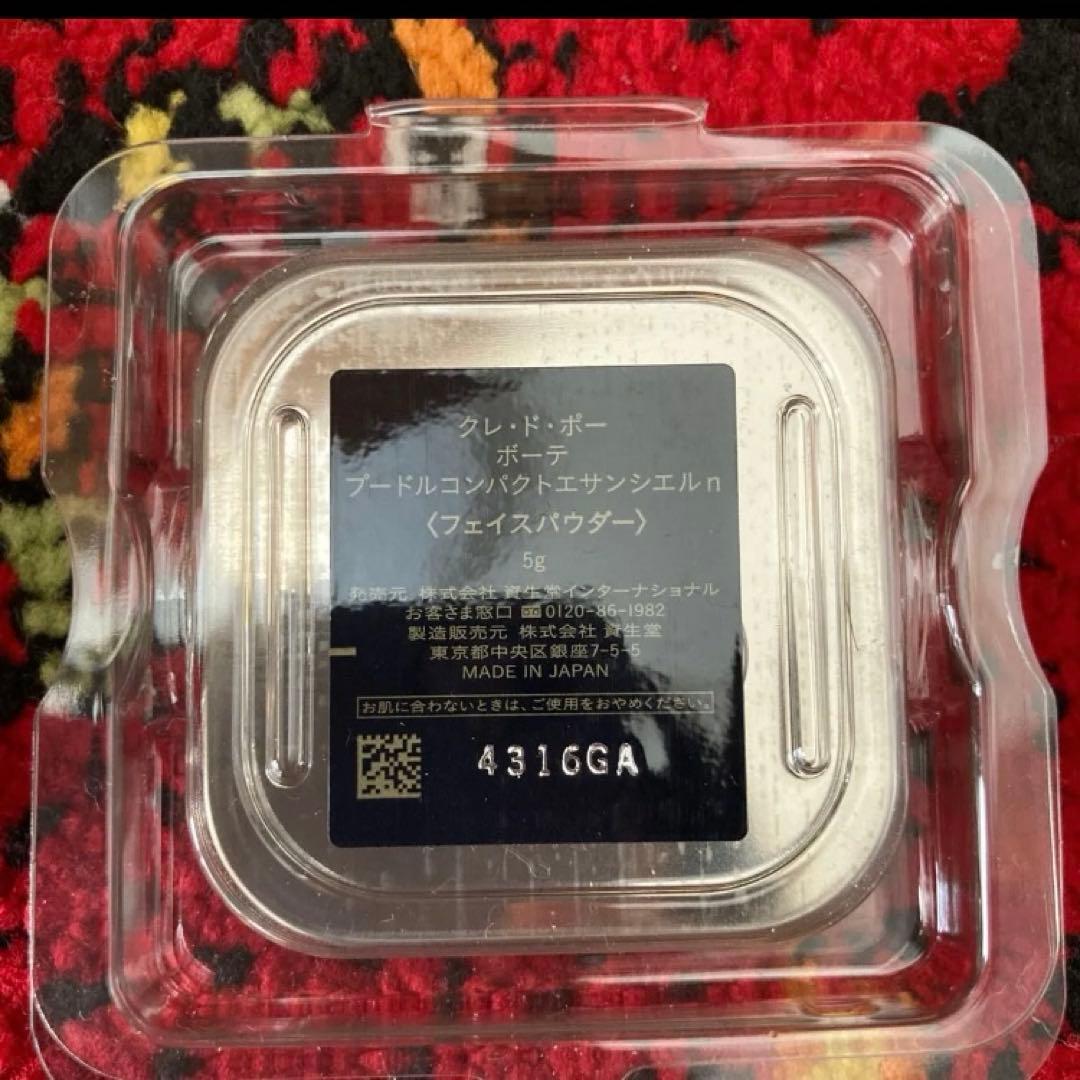 クレ・ド・ポー
ボーテ
プードルコンパクトエサンシエルn
〈フェイスパウダー〉
5g
発売元 株式会社 資生堂インターナショナル
お客さま窓口 0120-86-1982
製造販売元 株式会社 資生堂
東京都中央区銀座7-5-5
MADE IN JAPAN
お肌に合わないときは、ご使用をおやめください。
4316GA